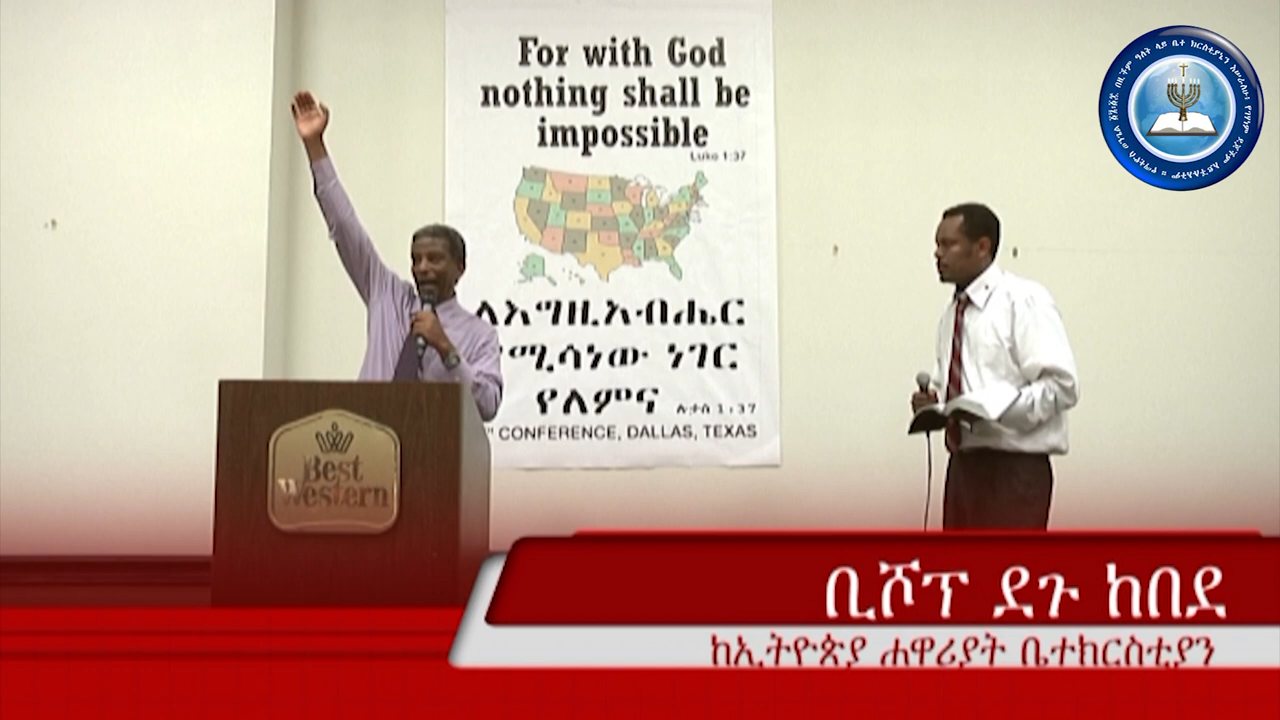 For with God
nothing shall be
impossible
Luke 1:37
ለእግዚአብሔር
የሚሳነው ነገር
የለምና ሉቃስ 1:37
CONFERENCE, DALLAS, TEXAS
Best
Western
ቢሾፕ ደጉ ከበደ
ከኢትዮጵያ ሐዋሪያት ቤተክርስቲያን